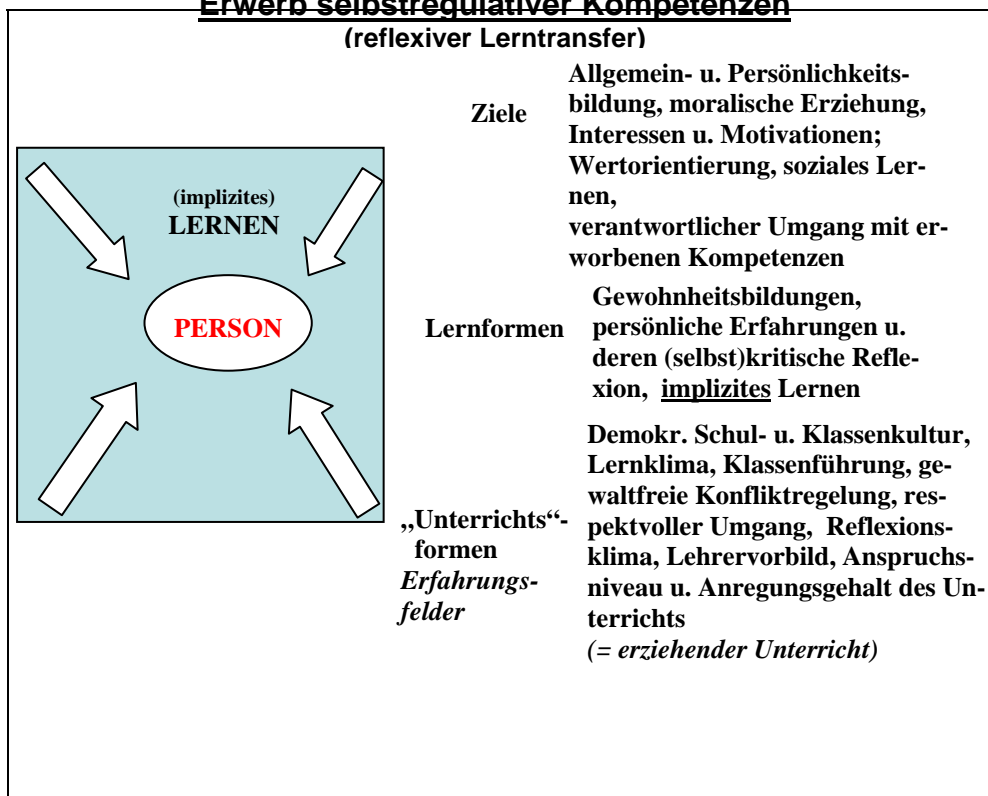 Erwerb selbstregulativer Kompetenzen
(reflexiver Lerntransfer)
(implizites)
LERNEN
PERSON
Ziele
Allgemein- u. Persönlichkeits-
bildung, moralische Erziehung,
Interessen u. Motivationen;
Wertorientierung, soziales Ler-
nen,
verantwortlicher Umgang mit er-
worbenen Kompetenzen
Lernformen
Gewohnheitsbildungen,
persönliche Erfahrungen u.
deren (selbst)kritische Refle-
xion, implizites Lernen
„Unterrichts“-
formen
Erfahrungs-
felder
Demokr. Schul- u. Klassenkultur,
Lernklima, Klassenführung, ge-
waltfreie Konfliktregelung, res-
pektvoller Umgang, Reflexions-
klima, Lehrervorbild, Anspruchs-
niveau u. Anregungsgehalt des Un-
terrichts
(= erziehender Unterricht)